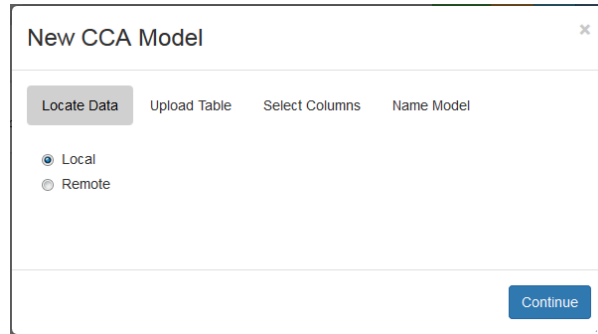 New CCA Model
×
Locate Data Upload Table Select Columns Name Model
Local
Remote
Continue